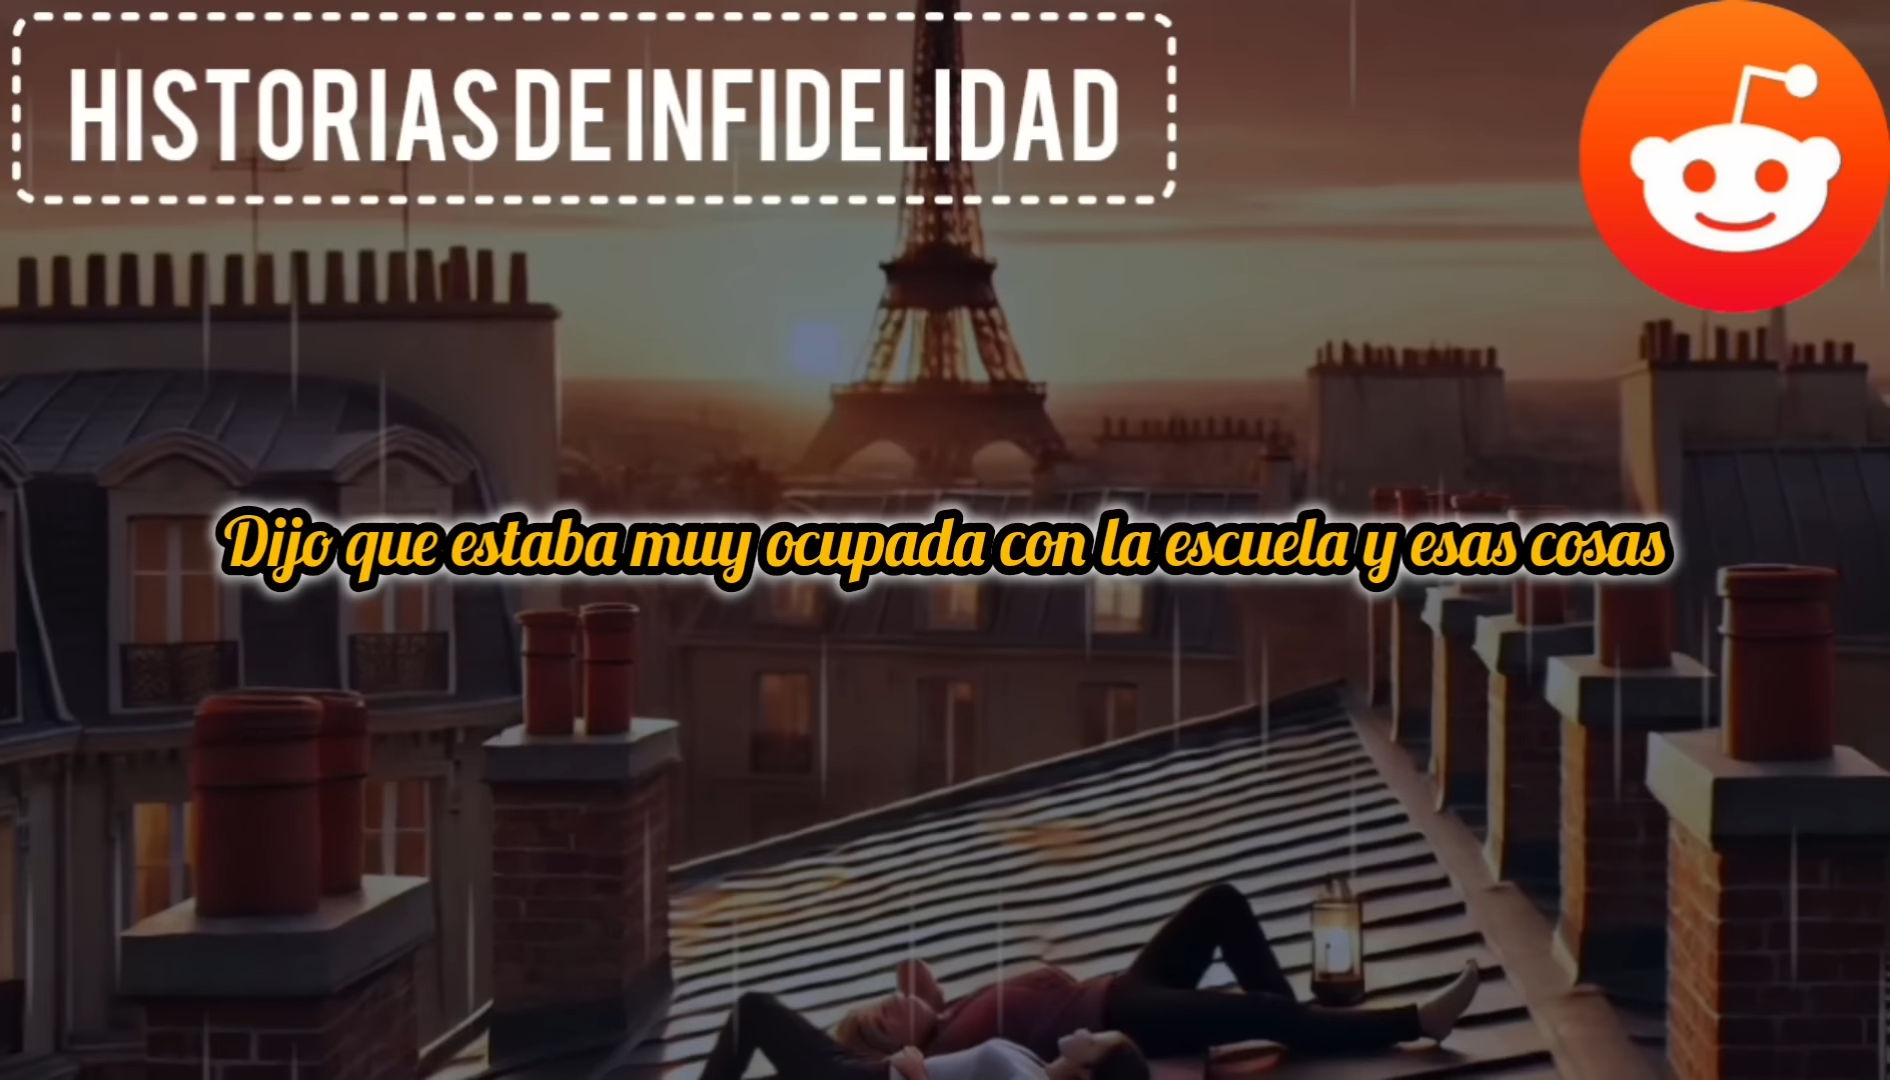 HISTORIAS DE INFIDELIDAD
Dijo que estaba muy ocupada con la escuela y esas cosas